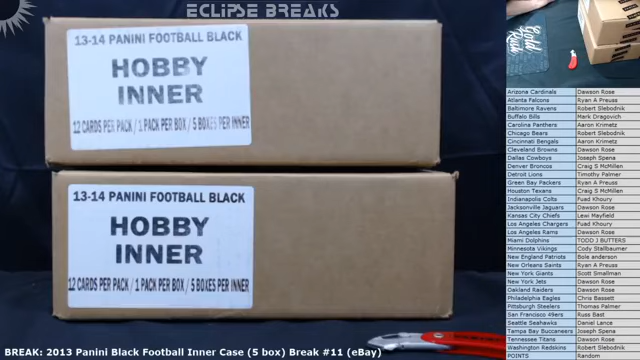 ECLIPSE BREAKS
13-14 PANINI FOOTBALL BLACK
HOBBY
INNER
12 CARDS PER PACK / 1 PACK PER BOX / 5 BOXES PER INNER
13-14 PANINI FOOTBALL BLACK
HOBBY
INNER
12 CARDS PER PACK / 1 PACK PER BOX / 5 BOXES PER INNER
BREAK: 2013 Panini Black Football Inner Case (5 box) Break #11 (eBay)
Gold Rush
Arizona Cardinals Dawson Rose
Atlanta Falcons Ryan A Preuss
Baltimore Ravens Robert Slebodnik
Buffalo Bills Mark Dragovich
Carolina Panthers Aaron Krimetz
Chicago Bears Robert Slebodnik
Cincinnati Bengals Aaron Krimetz
Cleveland Browns Dawson Rose
Dallas Cowboys Joseph Spena
Denver Broncos Craig S McMillen
Detroit Lions Timothy Palmer
Green Bay Packers Ryan A Preuss
Houston Texans Craig S McMillen
Indianapolis Colts Fuad Khoury
Jacksonville Jaguars Dawson Rose
Kansas City Chiefs Lewi Mayfield
Los Angeles Chargers Fuad Khoury
Los Angeles Rams Dawson Rose
Miami Dolphins TODD J BUTTERS
Minnesota Vikings Cody Stallbaumer
New England Patriots Bole anderson
New Orleans Saints Ryan A Preuss
New York Giants Scott Smallman
New York Jets Dawson Rose
Oakland Raiders Dawson Rose
Philadelphia Eagles Chris Bassett
Pittsburgh Steelers Thomas Palmer
San Francisco 49ers Russ Bast
Seattle Seahawks Daniel Lance
Tampa Bay Buccaneers Joseph Spena
Tennessee Titans Dawson Rose
Washington Redskins Robert Slebodnik
POINTS Random